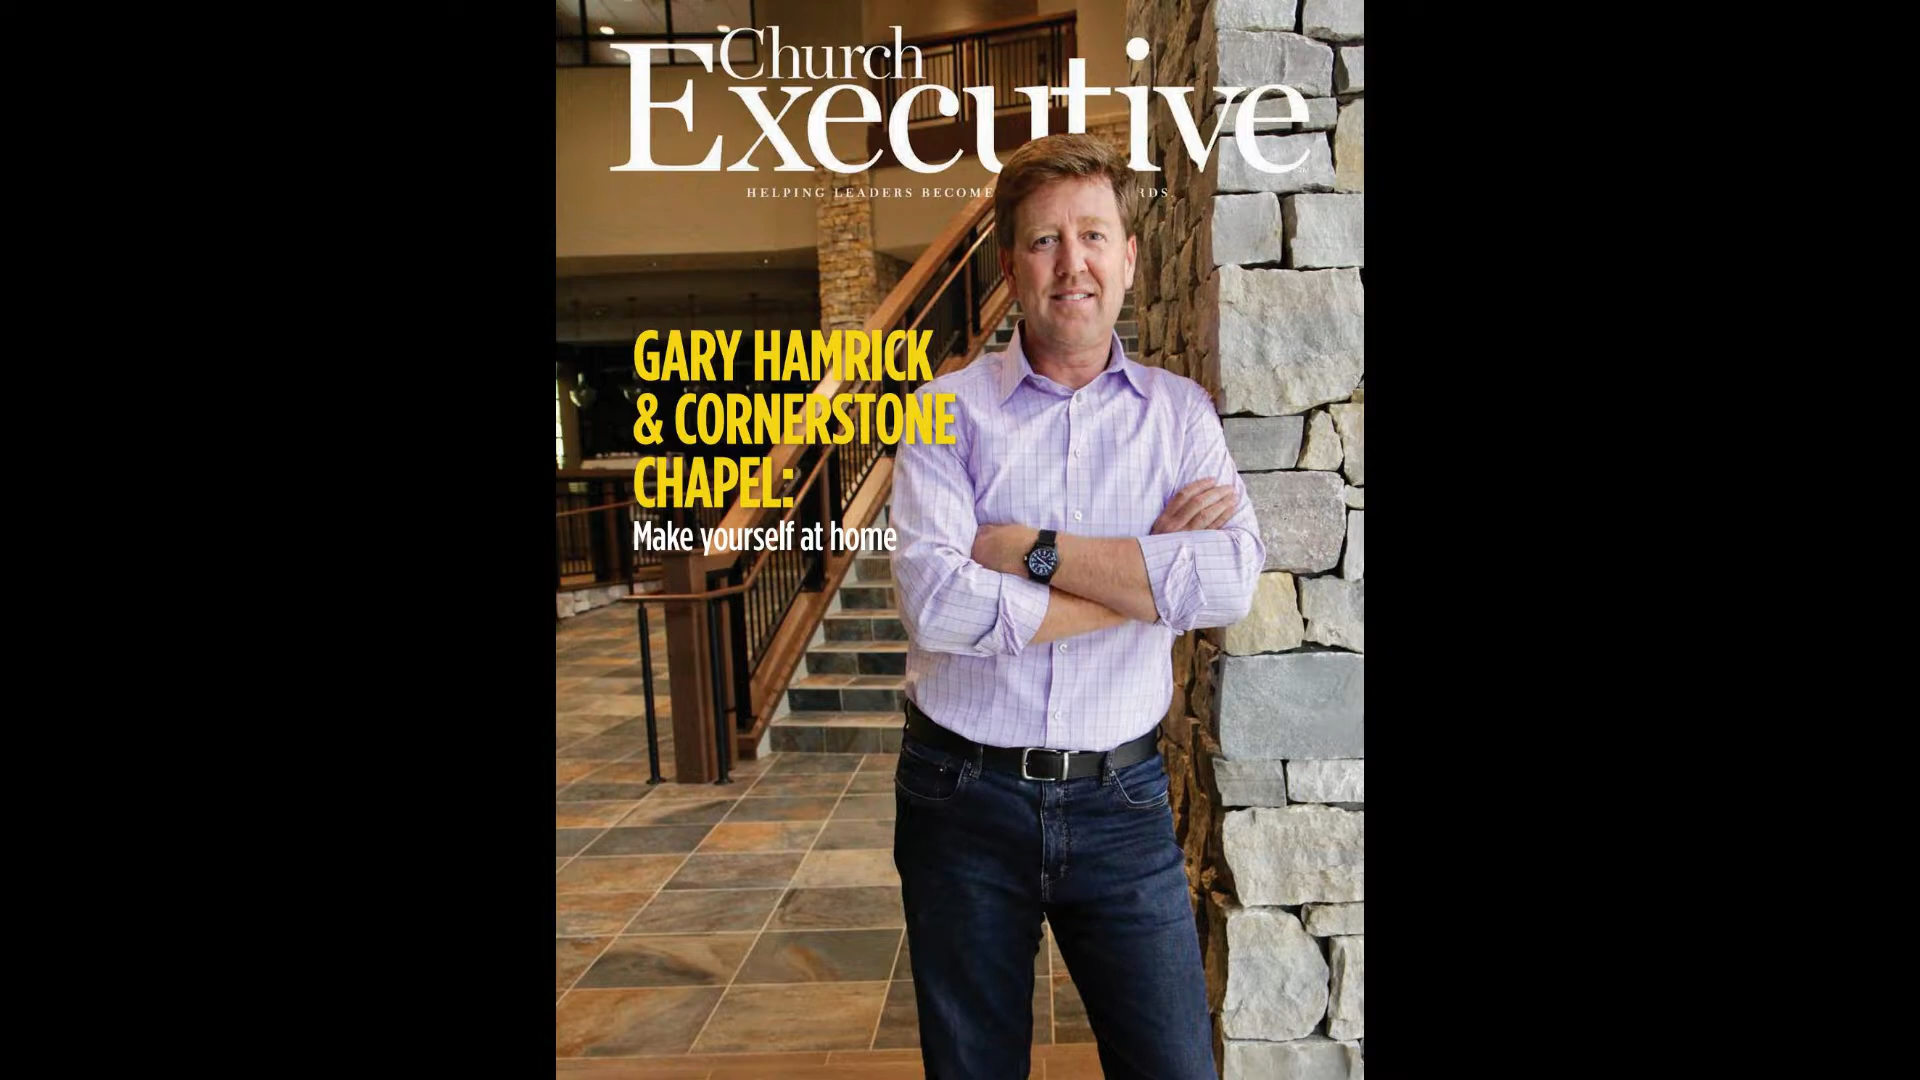 Church
Executive
HELPING LEADERS BECOME
GARY HAMRICK
& CORNERSTONE
CHAPEL:
Make yourself at home